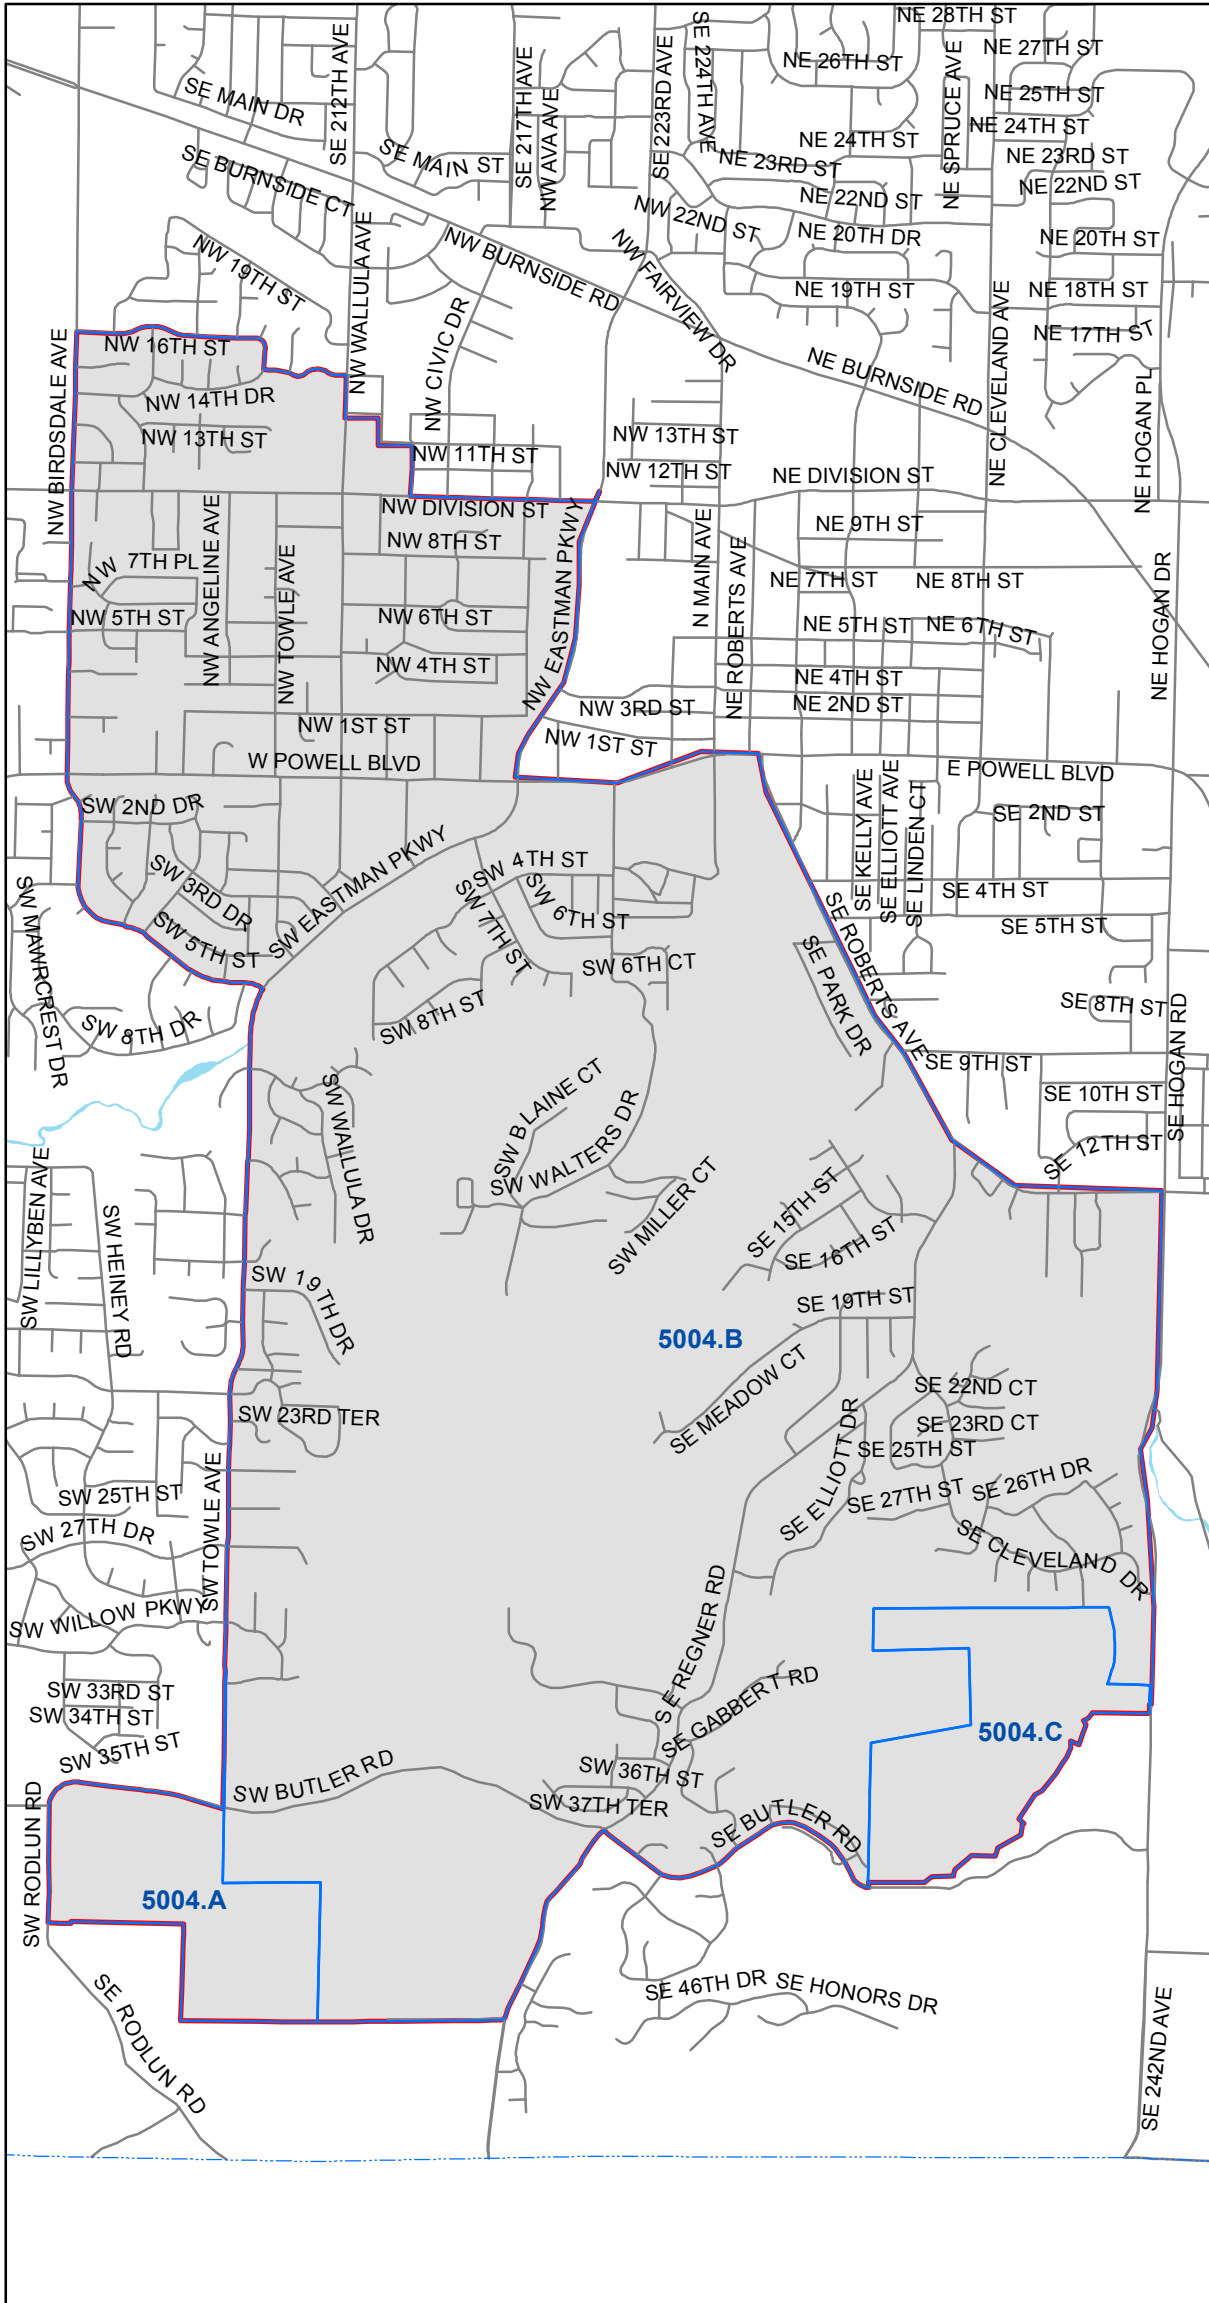 NE 28TH ST
SE 224TH AVE
NE 27TH ST
SE 217TH AVE
SE 223RD AVE
NE 26TH ST
NE SPRUCE AVE
SE 212TH AVE
SE MAIN DR
NE 25TH ST
NW AVA AVE
NE 24TH ST
NE 24TH ST
SE MAIN ST
NE 23RD ST
NE 23RD ST
SE BURNSIDE CT
NE 22ND ST
NE 22ND ST
NW 22ND ST
NE 20TH DR
NE 20TH ST
NW 19TH ST
NW WALLULA AVE
NW BURNSIDE RD
NW FAIRVIEW DR
NE 19TH ST
NE 18TH ST
NE 17TH ST
NW CIVIC DR
NE CLEVELAND AVE
NW 16TH ST
NE BURNSIDE RD
NW BIRDSDALE AVE
NW 14TH DR
NE HOGAN PL
NW 13TH ST
NW 13TH ST
NW 11TH ST
NW 12TH ST
NE DIVISION ST
NW DIVISION ST
NW ANGELINE AVE
NE 9TH ST
NW 8TH ST
N MAIN AVE
NW EASTMAN PKWY
NW 7TH PL
NW TOWLE AVE
NE 7TH ST
NE 8TH ST
NE ROBERTS AVE
NW 5TH ST
NW 6TH ST
NE 5TH ST
NE 6TH ST
NE HOGAN DR
NW 4TH ST
NE 4TH ST
NW 3RD ST
NE 2ND ST
NW 1ST ST
NW 1ST ST
W POWELL BLVD
E POWELL BLVD
SW 2ND DR
SE KELLY AVE
SE ELLIOTT AVE
SE LINDEN CT
SE 2ND ST
SW EASTMAN PKWY
SW 4TH ST
SW 3RD DR
SW 6TH ST
SE 4TH ST
SW 7TH ST
SW 5TH ST
SE 5TH ST
SE ROBERTS AVE
SW MAWRCREST DR
SW 6TH CT
SE PARK DR
SW 8TH ST
SE 8TH ST
SW 8TH DR
SE HOGAN RD
SE 9TH ST
SW BLAINE CT
SE 10TH ST
SW WALLULA DR
SW WALTERS DR
SE 12TH ST
SW LILLYBEN AVE
SW MILLER CT
SE 15TH ST
SW HEINEY RD
SE 16TH ST
SW 19TH DR
SE 19TH ST
5004.B
SE MEADOW CT
SE 22ND CT
SW 23RD TER
SE 23RD CT
SE 25TH ST
SE ELLIOTT DR
SW TOWLE AVE
SW 25TH ST
SE 27TH ST
SE 26TH DR
SW 27TH DR
SE CLEVELAND DR
SW WILLOW PKWY
SE REGNER RD
SW 33RD ST
SE GABBERT RD
SW 34TH ST
5004.C
SW 35TH ST
SW 36TH ST
SW BUTLER RD
SW 37TH TER
SW RODLUN RD
SE BUTLER RD
5004.A
SE 46TH DR
SE HONORS DR
SE RODLUN RD
SE 242ND AVE